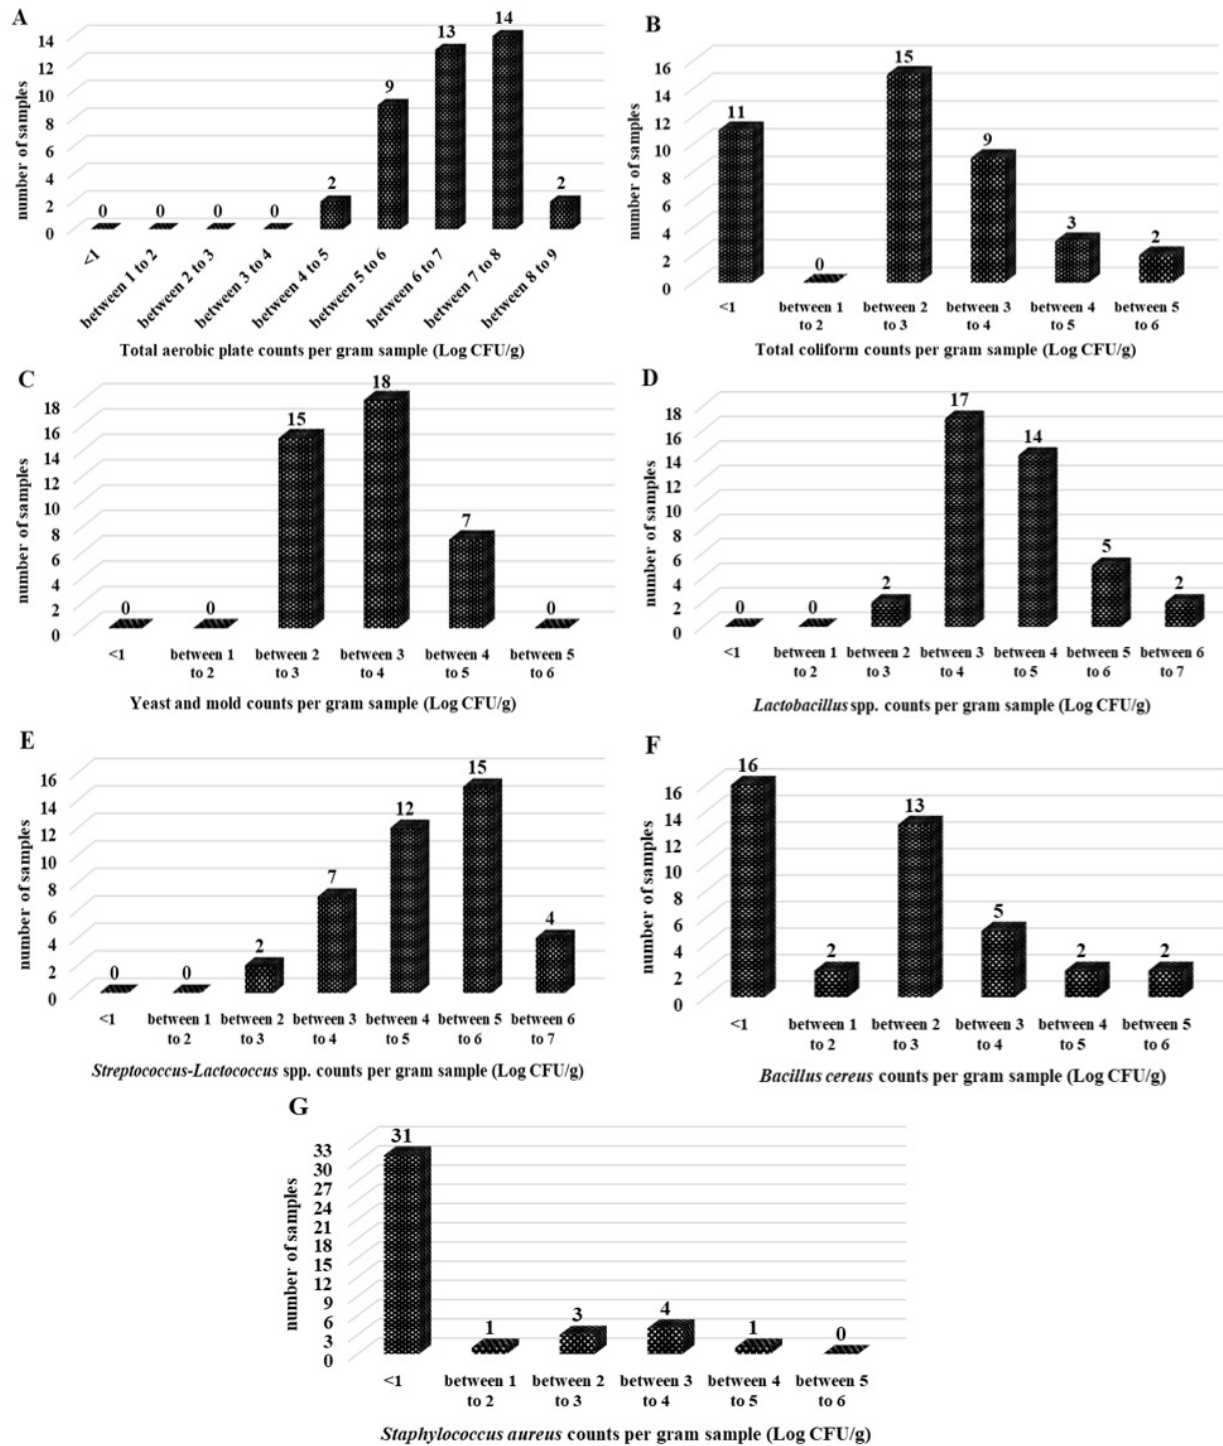 A
number of samples
14
12
10
8
6
4
2
0
0
0
0
0
2
9
13
14
2
<1
between 1 to 2
between 2 to 3
between 3 to 4
between 4 to 5
between 5 to 6
between 6 to 7
between 7 to 8
between 8 to 9
Total aerobic plate counts per gram sample (Log CFU/g)
B
number of samples
16
14
12
10
8
6
4
2
0
11
0
15
9
3
2
<1
between 1
to 2
between 2
to 3
between 3
to 4
between 4
to 5
between 5
to 6
Total coliform counts per gram sample (Log CFU/g)
C
number of samples
18
16
14
12
10
8
6
4
2
0
0
0
15
18
7
0
<1
between 1
to 2
between 2
to 3
between 3
to 4
between 4
to 5
between 5
to 6
Yeast and mold counts per gram sample (Log CFU/g)
D
number of samples
18
16
14
12
10
8
6
4
2
0
0
0
2
17
14
5
2
<1
between 1
to 2
between 2
to 3
between 3
to 4
between 4
to 5
between 5
to 6
between 6
to 7
Lactobacillus spp. counts per gram sample (Log CFU/g)
E
number of samples
16
14
12
10
8
6
4
2
0
0
0
2
7
12
15
4
<1
between 1
to 2
between 2
to 3
between 3
to 4
between 4
to 5
between 5
to 6
between 6
to 7
Streptococcus-Lactococcus spp. counts per gram sample (Log CFU/g)
F
number of samples
16
14
12
10
8
6
4
2
0
16
2
13
5
2
2
<1
between 1
to 2
between 2
to 3
between 3
to 4
between 4
to 5
between 5
to 6
Bacillus cereus counts per gram sample (Log CFU/g)
G
number of samples
33
30
27
24
21
18
15
12
9
6
3
0
31
1
3
4
1
0
<1
between 1
to 2
between 2
to 3
between 3
to 4
between 4
to 5
between 5
to 6
Staphylococcus aureus counts per gram sample (Log CFU/g)